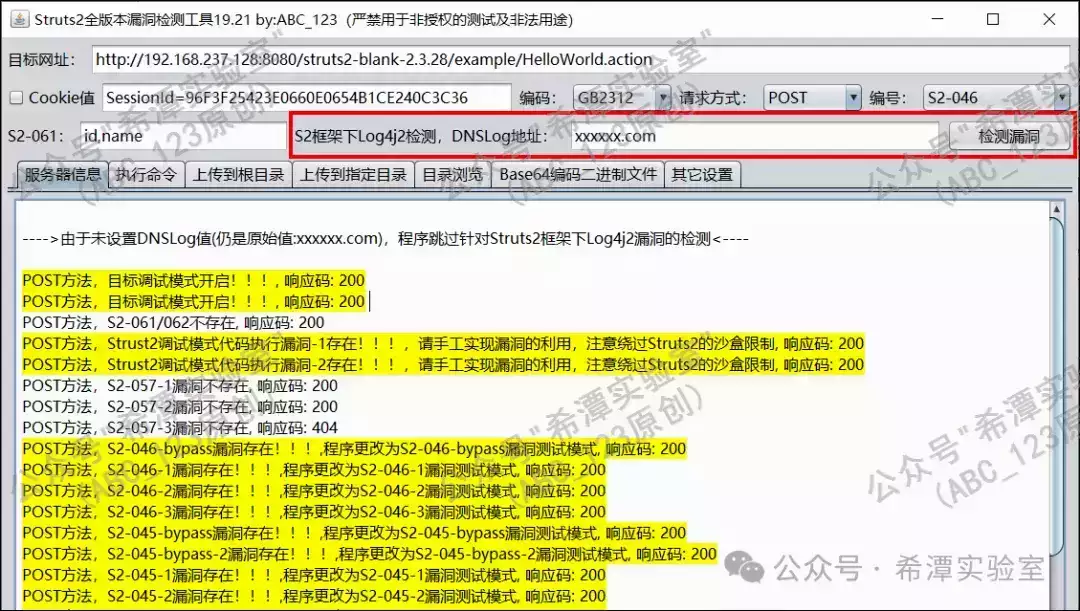 Struts2全版本漏洞检测工具19.21 by:ABC_123（严禁用于非授权的测试及非法用途）
目标网址： http://192.168.237.128:8080/struts2-blank-2.3.28/example/HelloWorld.action
Cookie值 SessionId=96F3F25423E0660E0654B1CE240C3C36 编码： GB2312 请求方式： POST 编号： S2-046
S2-061： id,name S2框架下Log4j2检测，DNSLog地址： xxxxxx.com 检测漏洞
服务器信息 执行命令 上传到根目录 上传到指定目录 目录浏览 Base64编码二进制文件 其它设置
---->由于未设置DNSLog值(仍是原始值:xxxxxx.com)，程序跳过针对Struts2框架下Log4j2漏洞的检测<----
POST方法，目标调试模式开启！！！, 响应码: 200
POST方法，目标调试模式开启！！！, 响应码: 200
POST方法，S2-061/062不存在, 响应码: 200
POST方法，Strust2调试模式代码执行漏洞-1存在！！！，请手工实现漏洞的利用，注意绕过Struts2的沙盒限制, 响应码: 200
POST方法，Strust2调试模式代码执行漏洞-2存在！！！，请手工实现漏洞的利用，注意绕过Struts2的沙盒限制, 响应码: 200
POST方法，S2-057-1漏洞不存在, 响应码: 200
POST方法，S2-057-2漏洞不存在, 响应码: 200
POST方法，S2-057-3漏洞不存在, 响应码: 404
POST方法，S2-046-bypass漏洞存在！！！,程序更改为S2-046-bypass漏洞测试模式, 响应码: 200
POST方法，S2-046-1漏洞存在！！！,程序更改为S2-046-1漏洞测试模式, 响应码: 200
POST方法，S2-046-2漏洞存在！！！,程序更改为S2-046-2漏洞测试模式, 响应码: 200
POST方法，S2-046-3漏洞存在！！！,程序更改为S2-046-3漏洞测试模式, 响应码: 200
POST方法，S2-045-bypass漏洞存在！！！,程序更改为S2-045-bypass漏洞测试模式, 响应码: 200
POST方法，S2-045-bypass-2漏洞存在！！！,程序更改为S2-045-bypass-2漏洞测试模式, 响应码: 200
POST方法，S2-045-1漏洞存在！！！,程序更改为S2-045-1漏洞测试模式, 响应码: 200
POST方法，S2-045-2漏洞存在！！！,程序更改为S2-045-2漏洞测试模式, 响应码: 200
公众号"希潭实验室"
(ABC_123原创)
公众号 · 希潭实验室